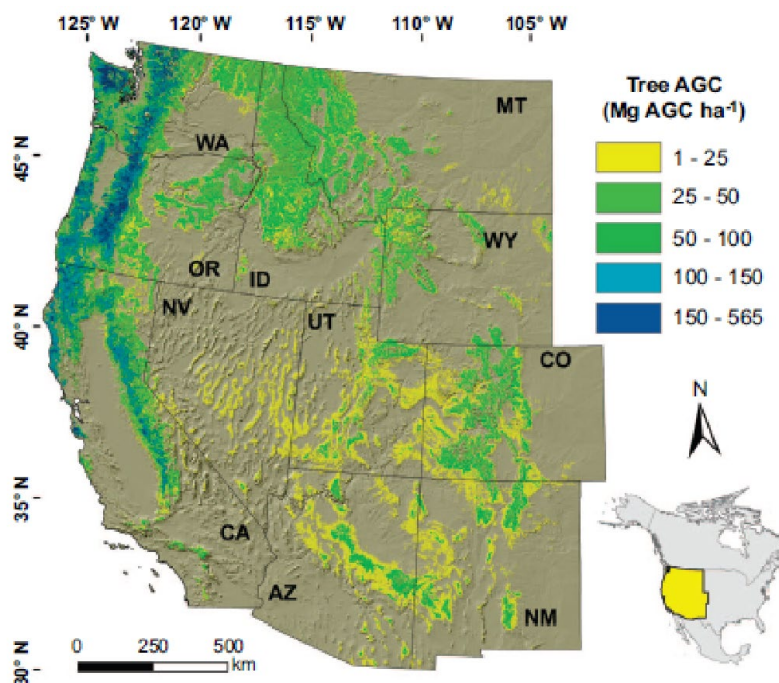 125° W 120° W 115° W 110° W 105° W
Tree AGC
(Mg AGC ha-1)
1 - 25
25 - 50
50 - 100
100 - 150
150 - 565
45° N
40° N
35° N
30° N
MT
WA
WY
OR
ID
NV
UT
CO
CA
AZ
NM
N
0 250 500
km